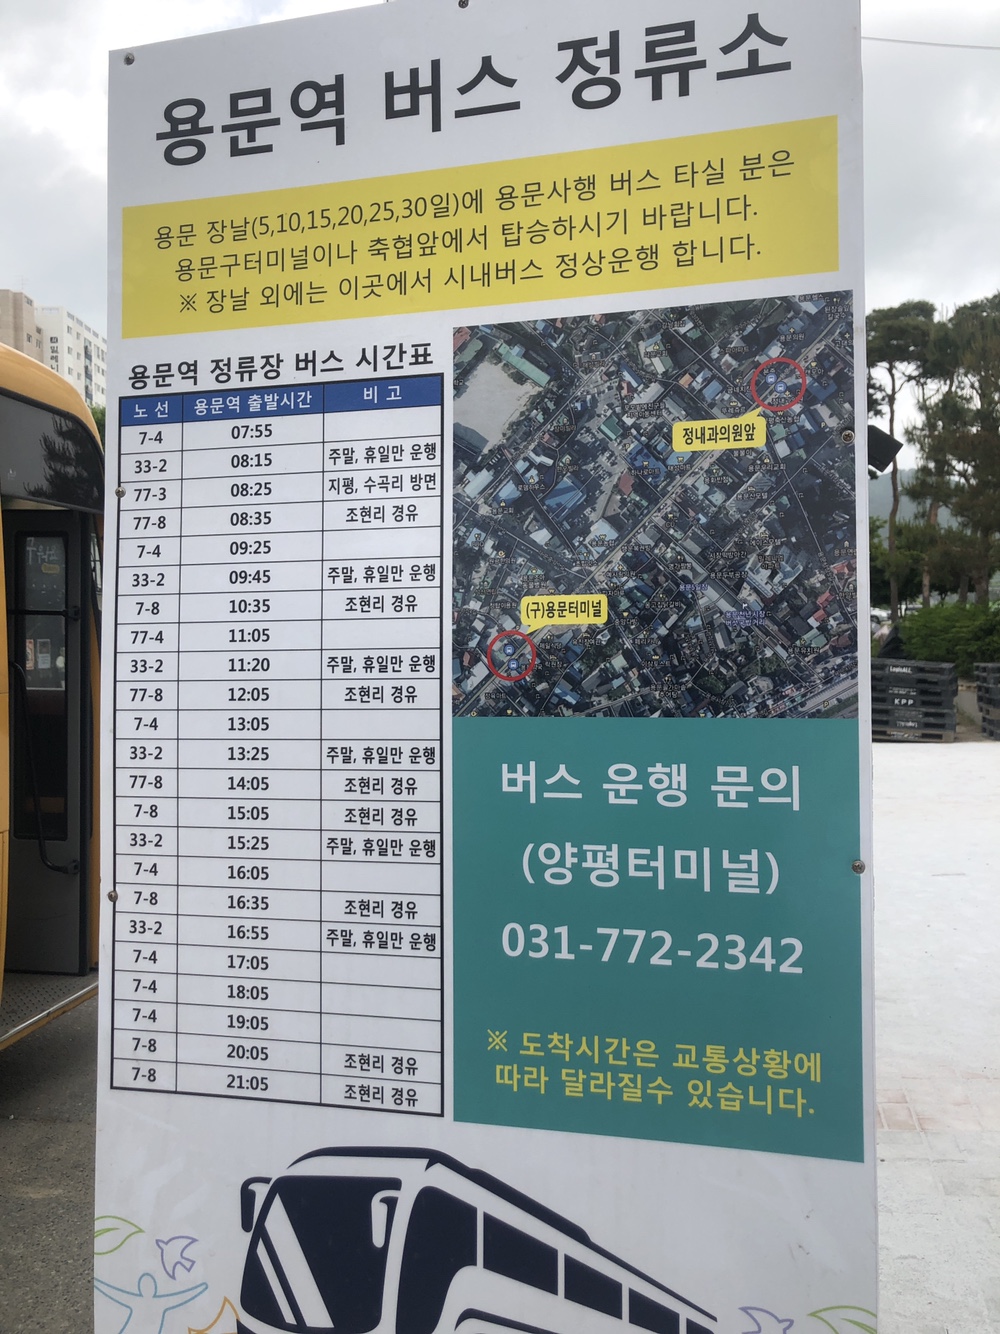 용문역 버스 정류소
용문 장날(5,10,15,20,25,30일)에 용문사행 버스 타실 분은
용문구터미널이나 축협앞에서 탑승하시기 바랍니다.
※ 장날 외에는 이곳에서 시내버스 정상운행 합니다.
용문역 정류장 버스 시간표
노 선 용문역 출발시간 비 고
7-4 07:55
33-2 08:15 주말, 휴일만 운행
77-3 08:25 지평, 수곡리 방면
77-8 08:35 조현리 경유
7-4 09:25
33-2 09:45 주말, 휴일만 운행
7-8 10:35 조현리 경유
77-4 11:05
33-2 11:20 주말, 휴일만 운행
77-8 12:05 조현리 경유
7-4 13:05
33-2 13:25 주말, 휴일만 운행
77-8 14:05 조현리 경유
7-8 15:05 조현리 경유
33-2 15:25 주말, 휴일만 운행
7-4 16:05
7-8 16:35 조현리 경유
33-2 16:55 주말, 휴일만 운행
7-4 17:05
7-4 18:05
7-4 19:05
7-8 20:05 조현리 경유
7-8 21:05 조현리 경유
정내과의원앞
(구)용문터미널
버스 운행 문의
(양평터미널)
031-772-2342
※ 도착시간은 교통상황에
따라 달라질수 있습니다.
KPP